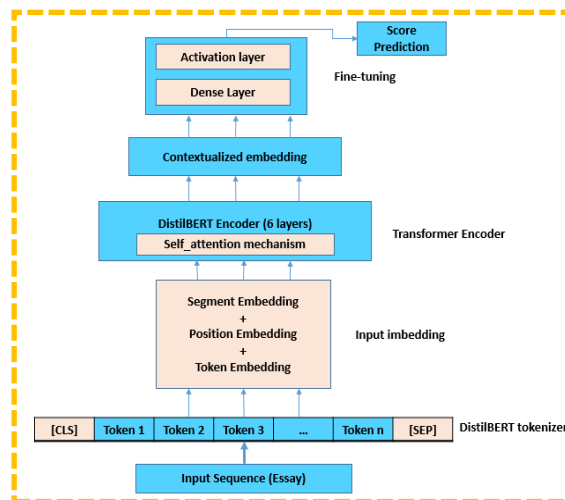 Score
Prediction
Activation layer
Fine-tuning
Dense Layer
Contextualized embedding
DistilBERT Encoder (6 layers)
Self_attention mechanism
Transformer Encoder
Segment Embedding
+
Position Embedding
+
Token Embedding
Input imbedding
[CLS] Token 1 Token 2 Token 3 ... Token n [SEP]
DistilBERT tokenizer
Input Sequence (Essay)